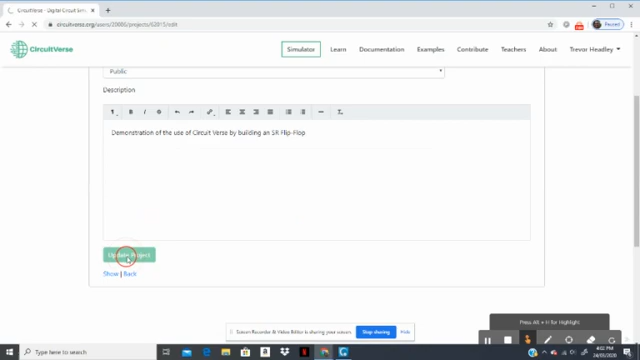 CircuitVerse - Digital Circuit Sim
circuitverse.org/users/20006/projects/62815/edit
Paused
CircuitVerse
Simulator Learn Documentation Examples Contribute Teachers About Trevor Headley
Public
Description
Demonstration of the use of Circuit Verse by building an SR Flip-Flop
Update Project
Show | Back
Press Alt + H for Highlight
Screen Recorder & Video Editor is sharing your screen. Stop sharing Hide
Type here to search
4:02 PM
24/03/2020